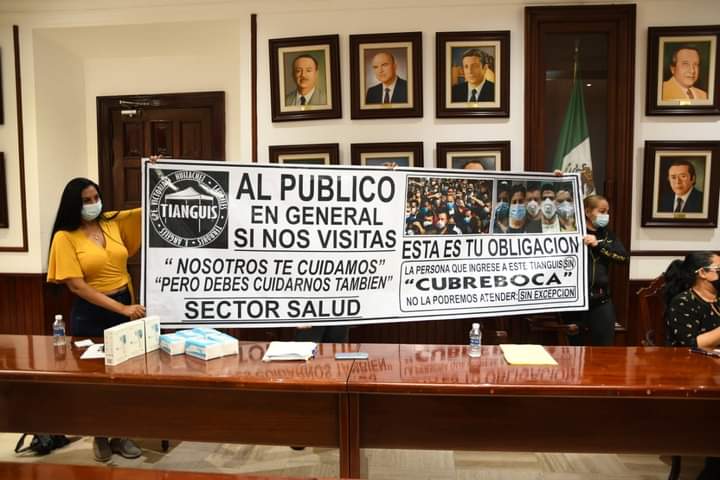 TIANGUIS
AL PUBLICO
EN GENERAL
SI NOS VISITAS
“ NOSOTROS TE CUIDAMOS”
“PERO DEBES CUIDARNOS TAMBIEN”
SECTOR SALUD
ESTA ES TU OBLIGACION
LA PERSONA QUE INGRESE A ESTE TIANGUIS SIN
“CUBREBOCA”
NO LA PODREMOS ATENDER: SIN EXCEPCION